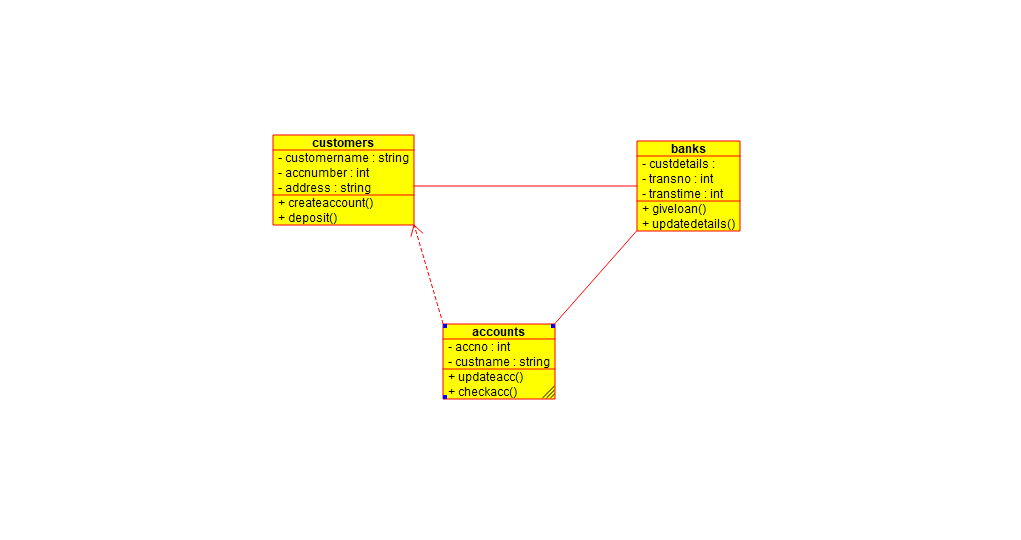 customers
- customername : string
- accnumber : int
- address : string
+ createaccount()
+ deposit()
banks
- custdetails :
- transno : int
- transtime : int
+ giveloan()
+ updatedetails()
accounts
- accno : int
- custname : string
+ updateacc()
+ checkacc()